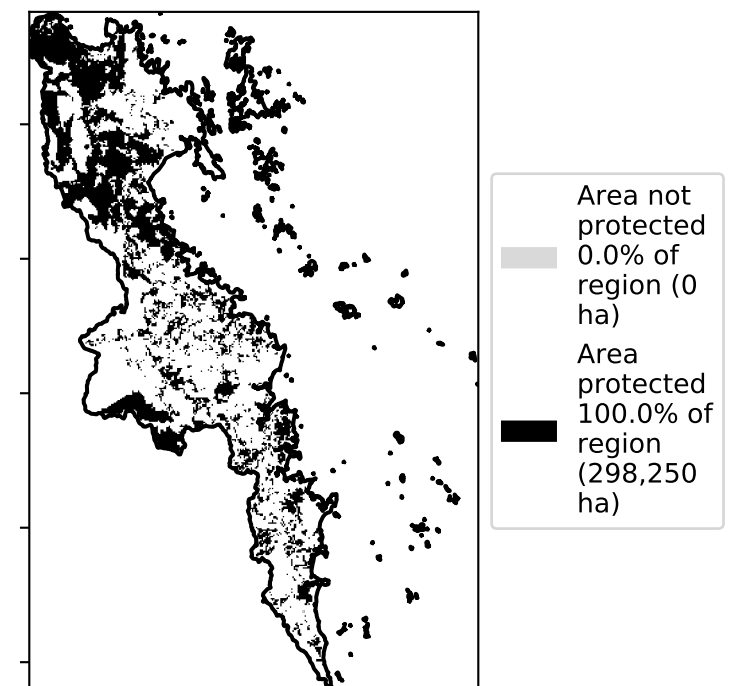 Area not
protected
0.0% of
region (0
ha)
Area
protected
100.0% of
region
(298,250
ha)